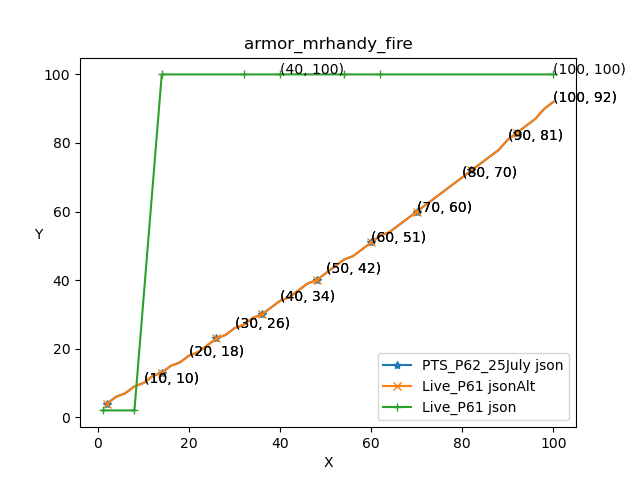 armor_mrhandy_fire
(40, 100)
(100, 100)
(100, 92)
(90, 81)
(80, 70)
(70, 60)
(60, 51)
(50, 42)
(40, 34)
(30, 26)
(20, 18)
(10, 10)
100
80
60
40
20
0
Y
0 20 40 60 80 100
X
PTS_P62_25July json
Live_P61 jsonAlt
Live_P61 json